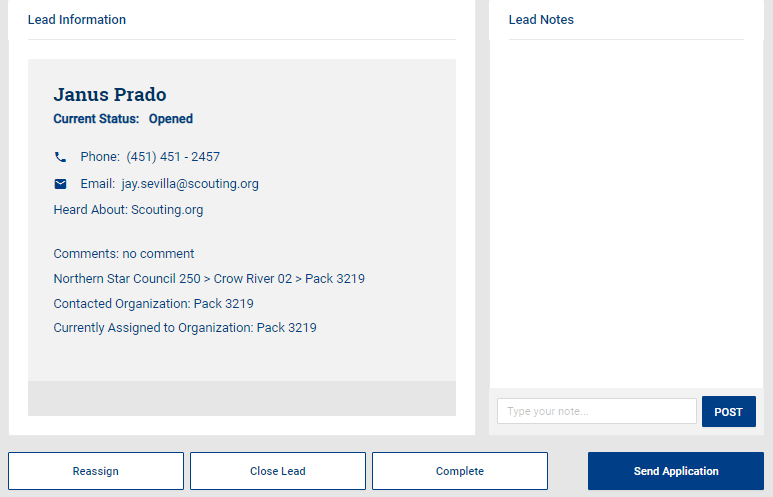 Lead Information
Janus Prado
Current Status: Opened
Phone: (451) 451 - 2457
Email: jay.sevilla@scouting.org
Heard About: Scouting.org
Comments: no comment
Northern Star Council 250 > Crow River 02 > Pack 3219
Contacted Organization: Pack 3219
Currently Assigned to Organization: Pack 3219
Lead Notes
Type your note...
POST
Reassign
Close Lead
Complete
Send Application